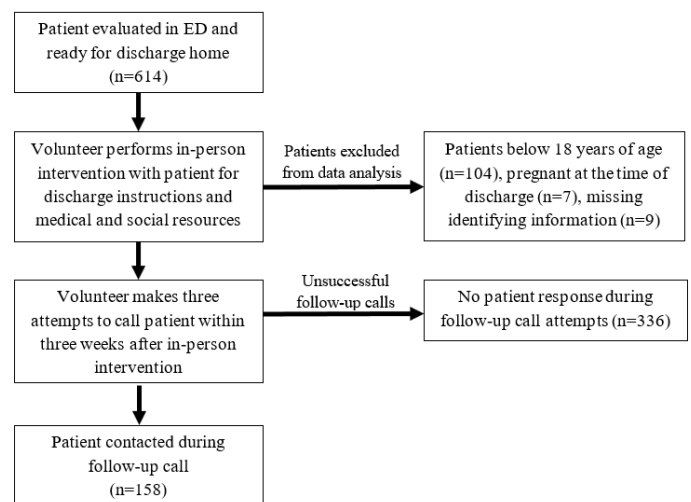 Patient evaluated in ED and
ready for discharge home
(n=614)
Volunteer performs in-person
intervention with patient for
discharge instructions and
medical and social resources
Patients excluded
from data analysis
Patients below 18 years of age
(n=104), pregnant at the time of
discharge (n=7), missing
identifying information (n=9)
Volunteer makes three
attempts to call patient within
three weeks after in-person
intervention
Unsuccessful
follow-up calls
No patient response during
follow-up call attempts (n=336)
Patient contacted during
follow-up call
(n=158)